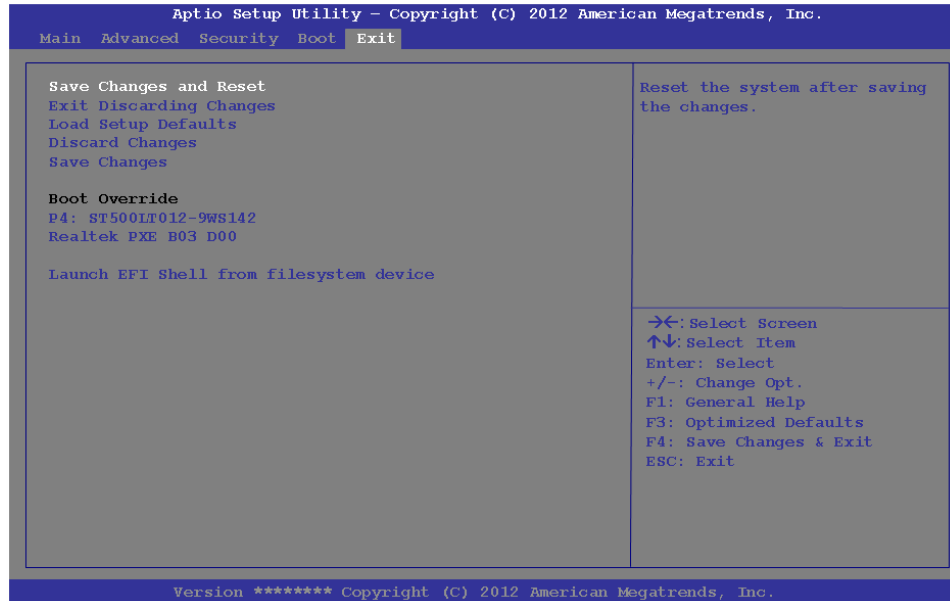 Aptio Setup Utility – Copyright (C) 2012 American Megatrends, Inc.
Main Advanced Security Boot Exit
Save Changes and Reset
Exit Discarding Changes
Load Setup Defaults
Discard Changes
Save Changes
Boot Override
P4: ST500LT012-9WS142
Realtek PXE B03 D00
Launch EFI Shell from filesystem device
Reset the system after saving
the changes.
→←:Select Screen
↑↓:Select Item
Enter: Select
+/-: Change Opt.
F1: General Help
F3: Optimized Defaults
F4: Save Changes & Exit
ESC: Exit
Version ******** Copyright (C) 2012 American Megatrends, Inc.